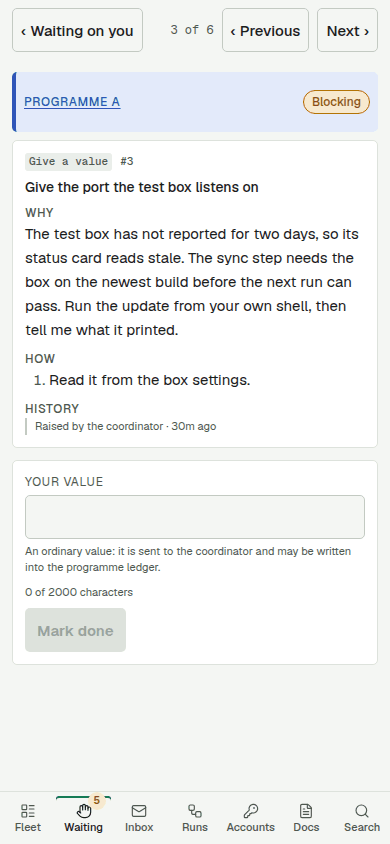 ‹ Waiting on you
3 of 6
‹ Previous
Next ›
PROGRAMME A
Blocking
Give a value #3
Give the port the test box listens on
WHY
The test box has not reported for two days, so its
status card reads stale. The sync step needs the
box on the newest build before the next run can
pass. Run the update from your own shell, then
tell me what it printed.
HOW
1. Read it from the box settings.
HISTORY
Raised by the coordinator · 30m ago
YOUR VALUE
An ordinary value: it is sent to the coordinator and may be written
into the programme ledger.
0 of 2000 characters
Mark done
5
Fleet
Waiting
Inbox
Runs
Accounts
Docs
Search